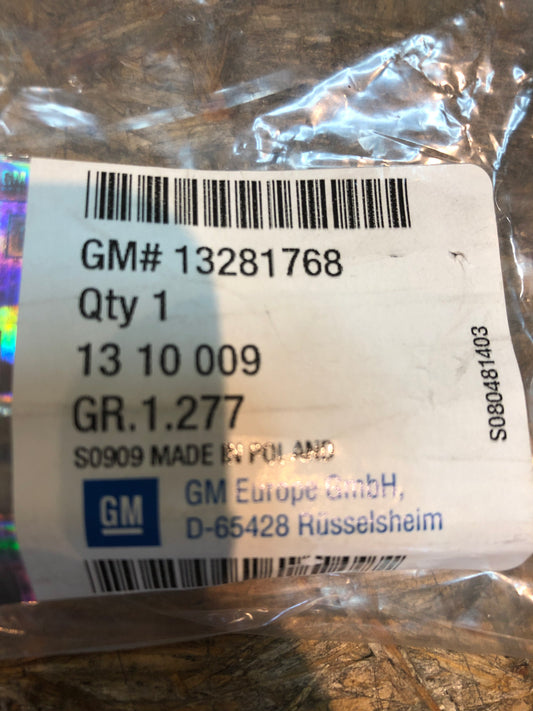 GM# 13281768
Qty 1
13 10 009
GR.1.277
S0909 MADE IN POLAND
GM
GM Europe GmbH,
D-65428 Rüsselsheim
S080481403